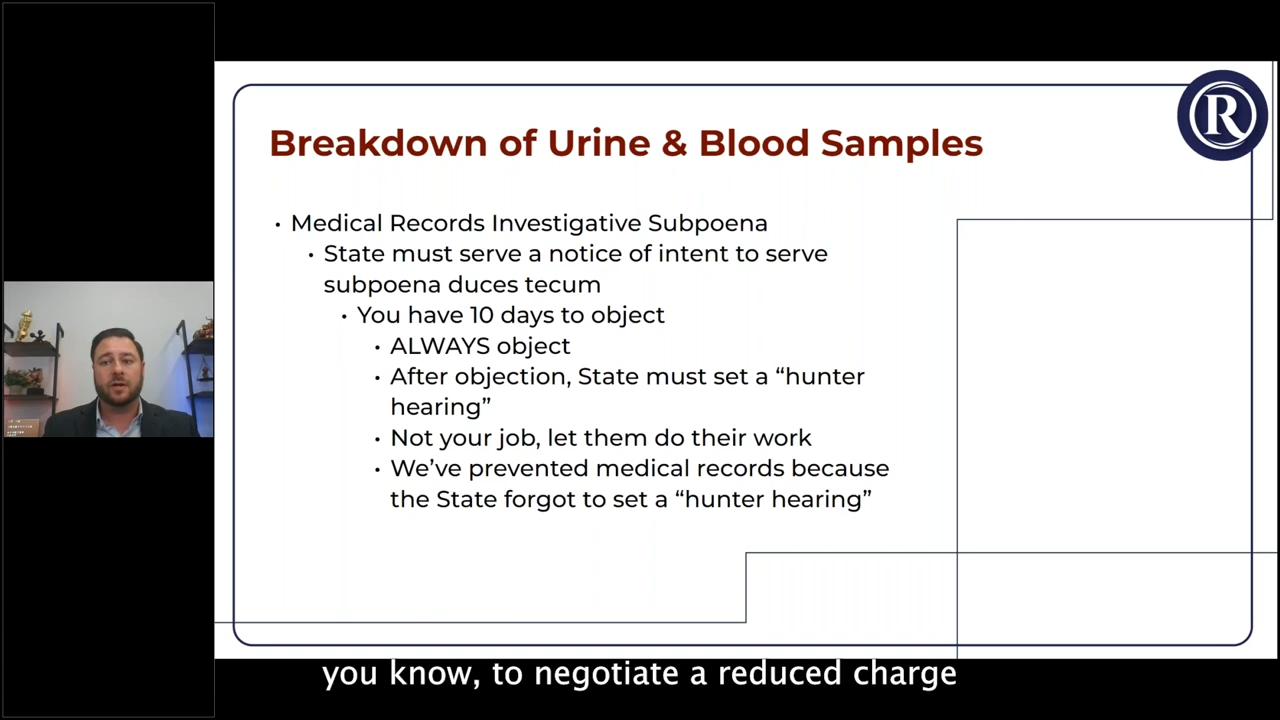 R
Breakdown of Urine & Blood Samples
• Medical Records Investigative Subpoena
• State must serve a notice of intent to serve
subpoena duces tecum
• You have 10 days to object
• ALWAYS object
• After objection, State must set a “hunter
hearing”
• Not your job, let them do their work
• We’ve prevented medical records because
the State forgot to set a “hunter hearing”
you know, to negotiate a reduced charge